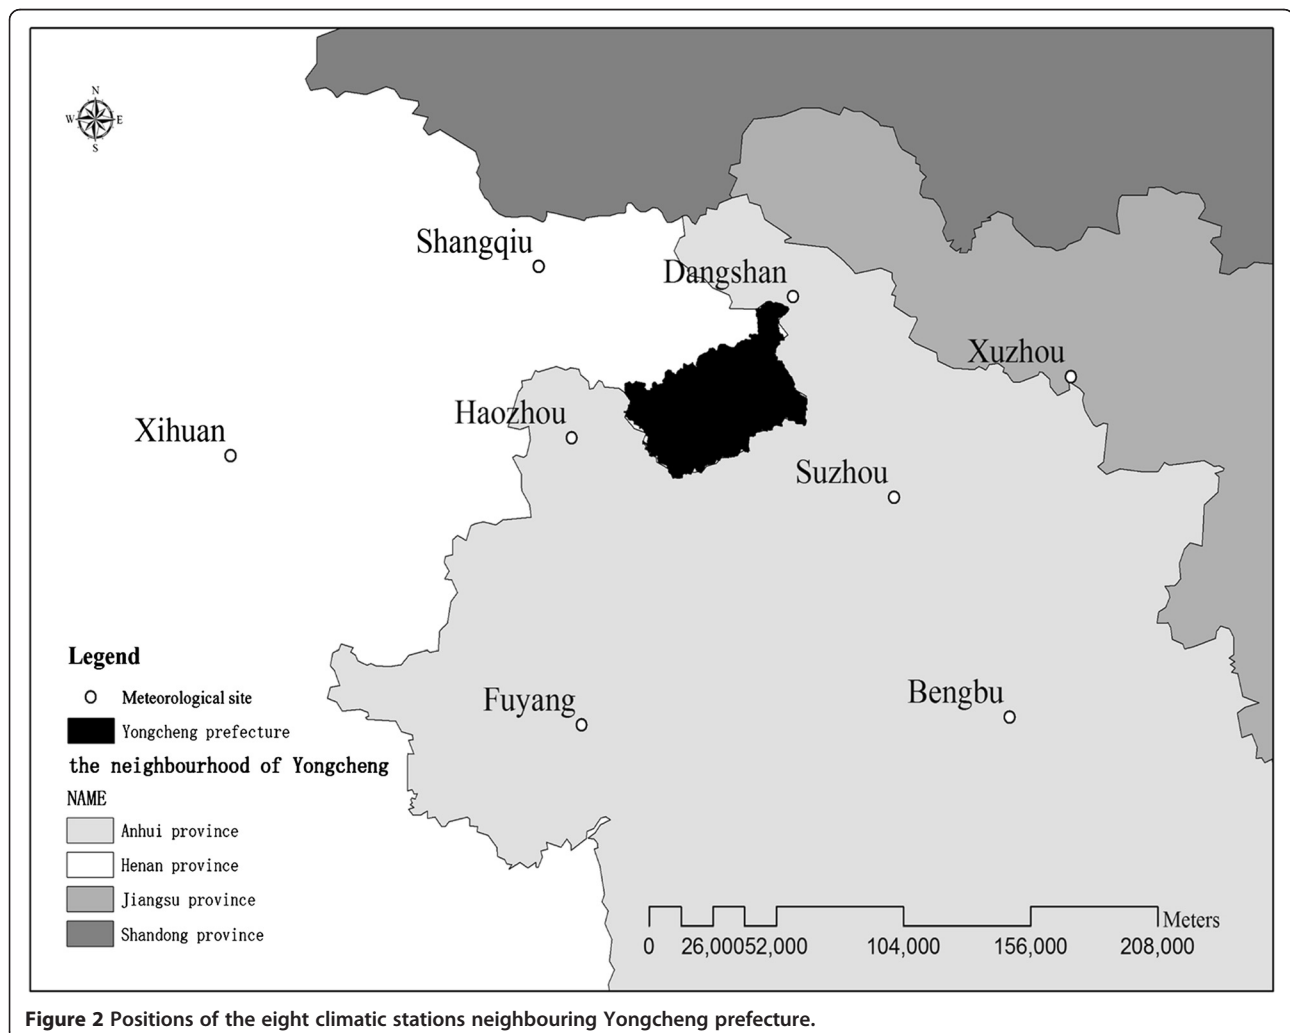 N
W E
S
Shangqiu
Dangshan
Xuzhou
Haozhou
Xihuan
Suzhou
Fuyang
Bengbu
Legend
Meteorological site
Yongcheng prefecture
the neighbourhood of Yongcheng
NAME
Anhui province
Henan province
Jiangsu province
Shandong province
Meters
0 26,000 52,000 104,000 156,000 208,000
Figure 2 Positions of the eight climatic stations neighbouring Yongcheng prefecture.